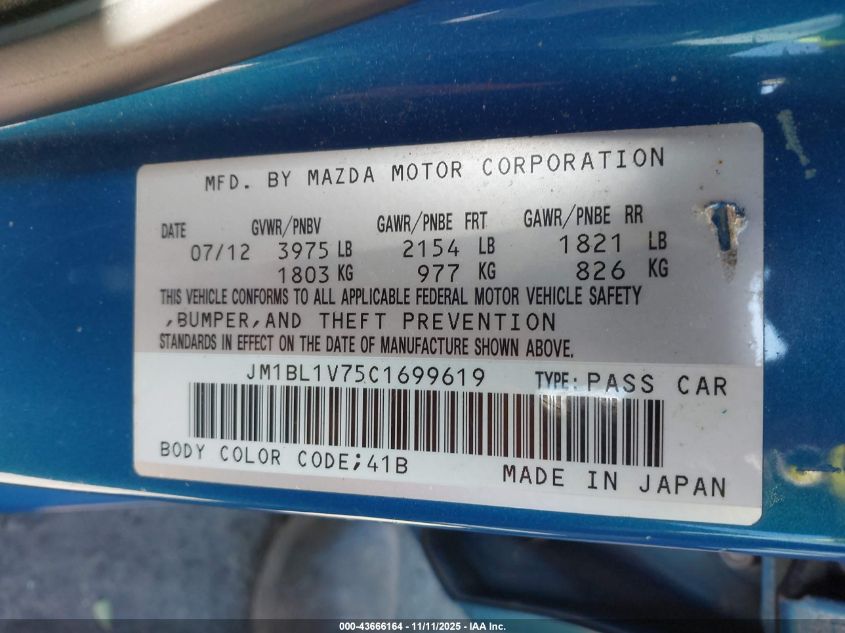 MFD. BY MAZDA MOTOR CORPORATION
DATE GVWR/PNBV GAWR/PNBE FRT GAWR/PNBE RR
07/12 3975 LB 2154 LB 1821 LB
1803 KG 977 KG 826 KG
THIS VEHICLE CONFORMS TO ALL APPLICABLE FEDERAL MOTOR VEHICLE SAFETY
,BUMPER,AND THEFT PREVENTION
STANDARDS IN EFFECT ON THE DATE OF MANUFACTURE SHOWN ABOVE.
JM1BL1V75C1699619 TYPE: PASS CAR
BODY COLOR CODE;41B
MADE IN JAPAN
000-43666164 - 11/11/2025 - IAA Inc.